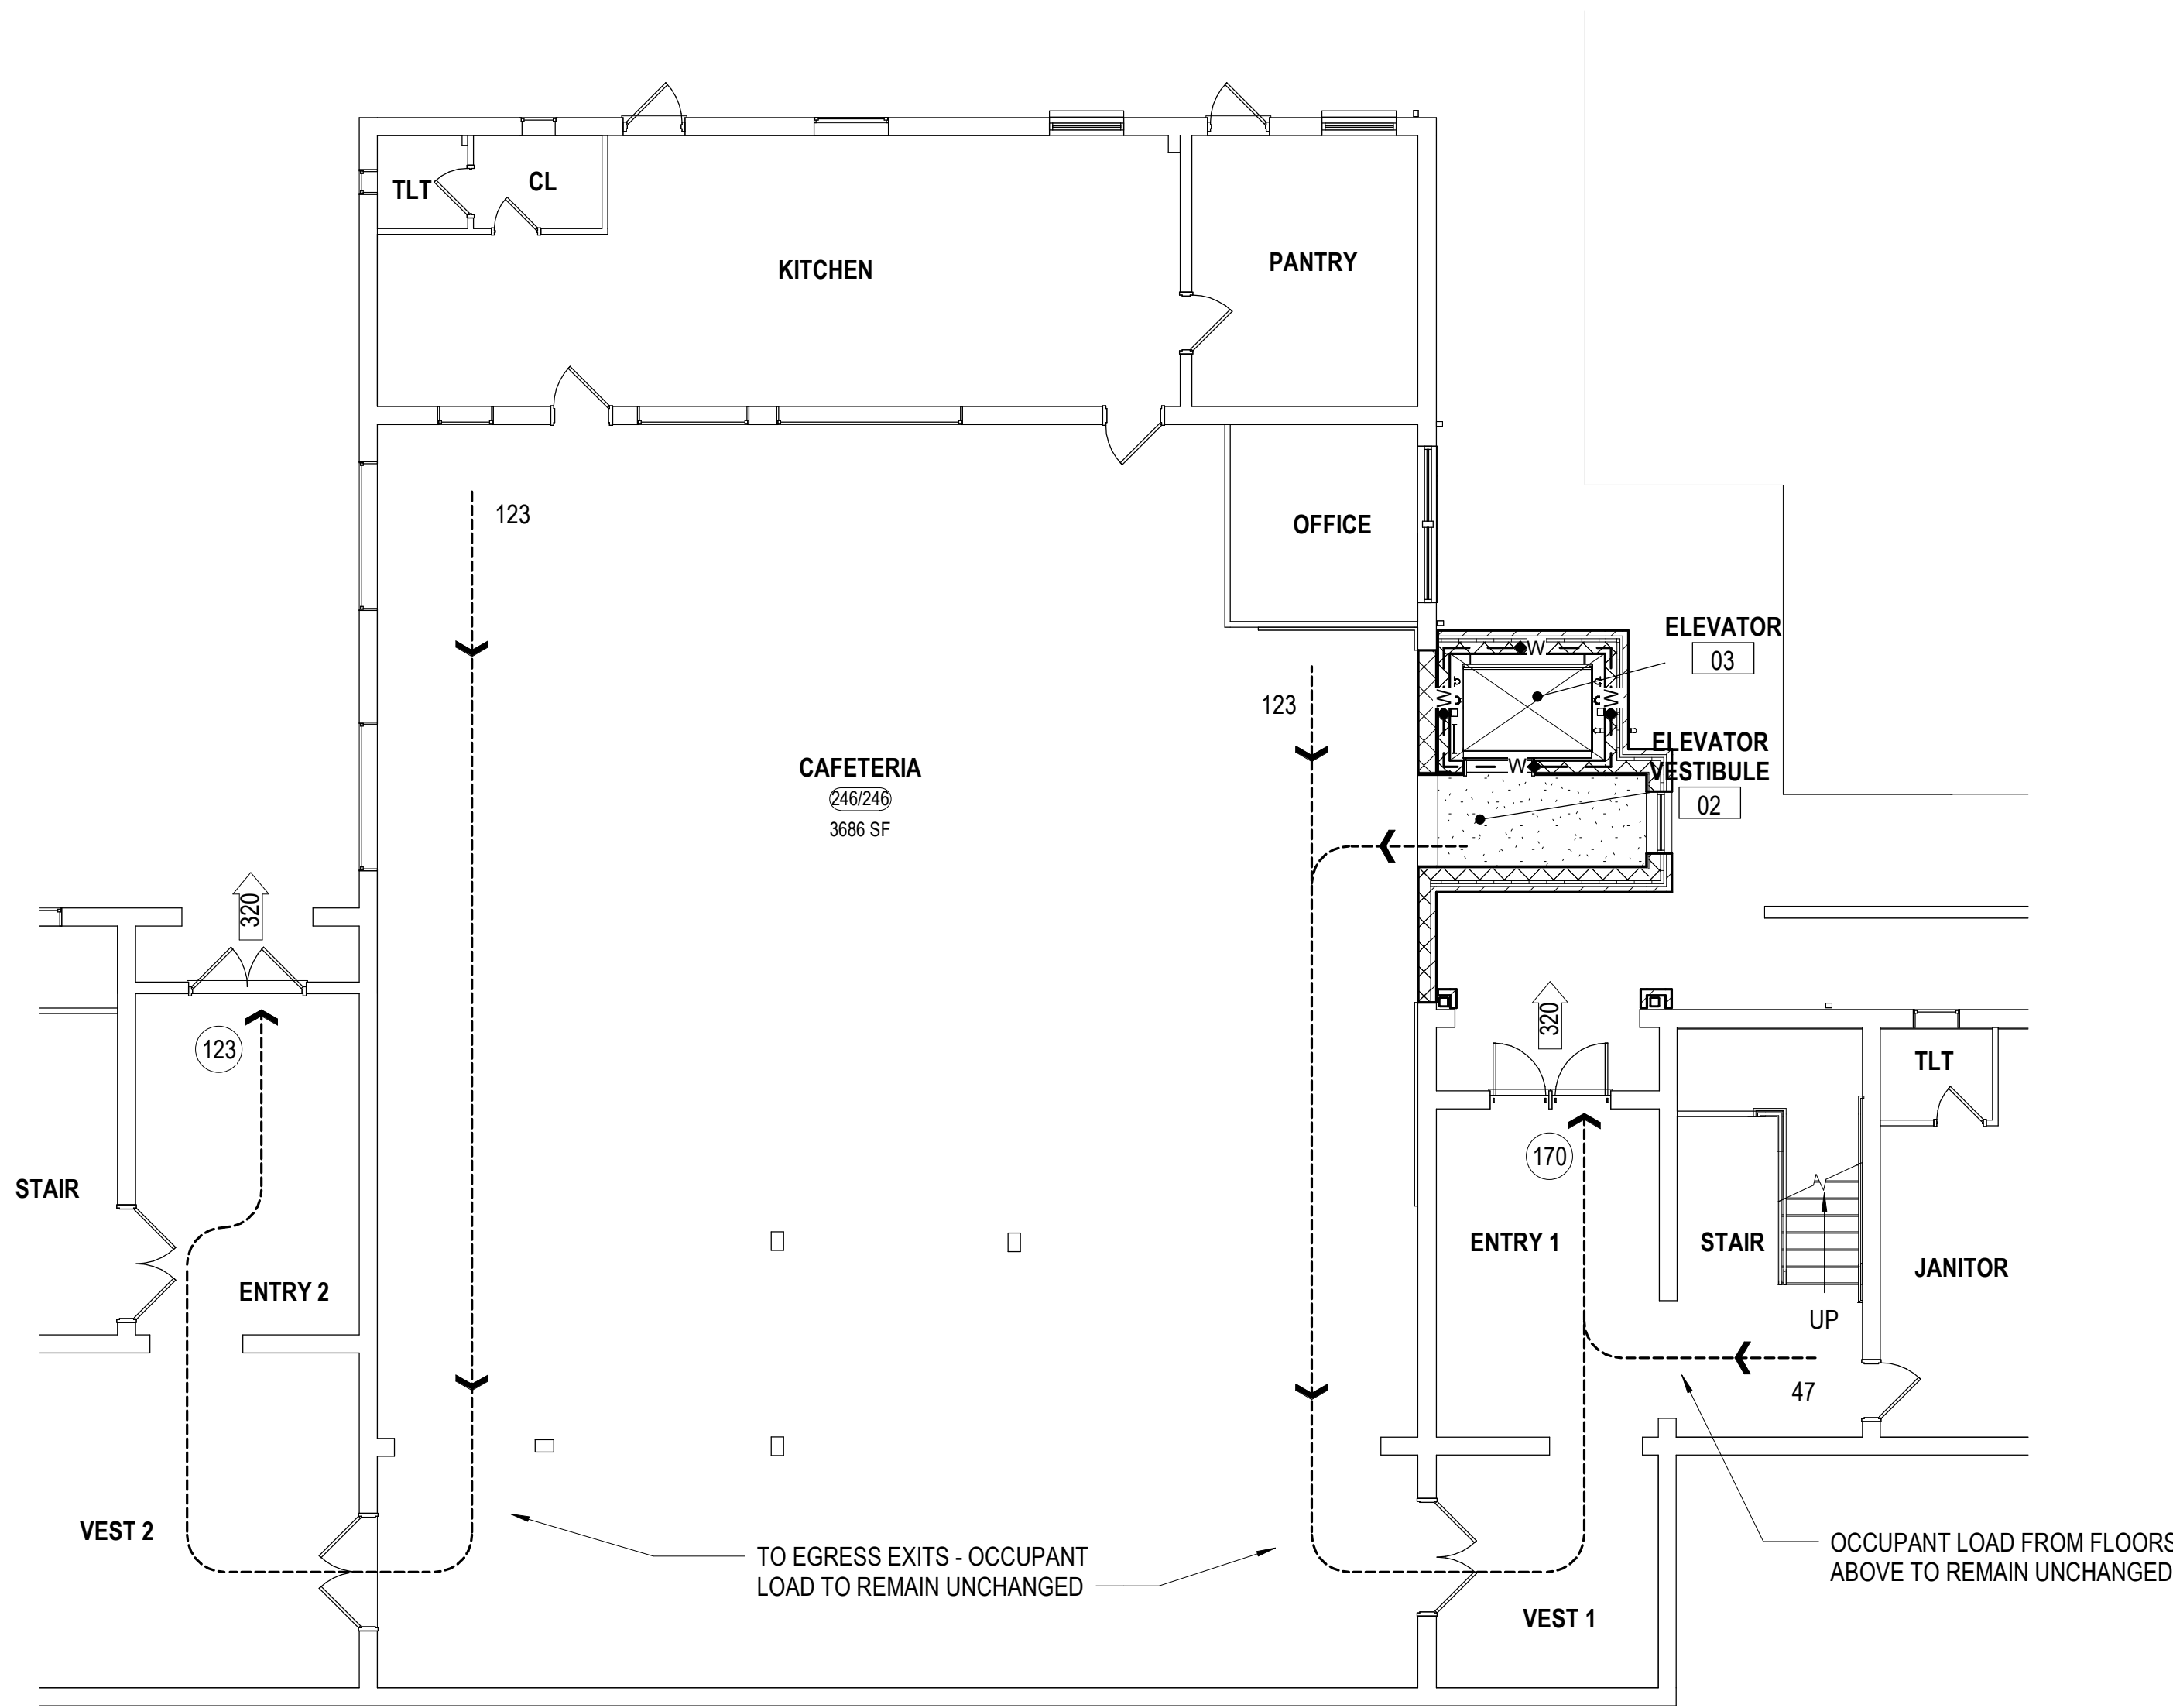 TLT
CL
KITCHEN
PANTRY
123
OFFICE
ELEVATOR
03
W
W
W
W
123
ELEVATOR
VESTIBULE
02
CAFETERIA
246/246
3686 SF
320
320
123
TLT
170
STAIR
ENTRY 1
STAIR
JANITOR
ENTRY 2
UP
47
VEST 2
TO EGRESS EXITS - OCCUPANT
LOAD TO REMAIN UNCHANGED
OCCUPANT LOAD FROM FLOORS
ABOVE TO REMAIN UNCHANGED
VEST 1